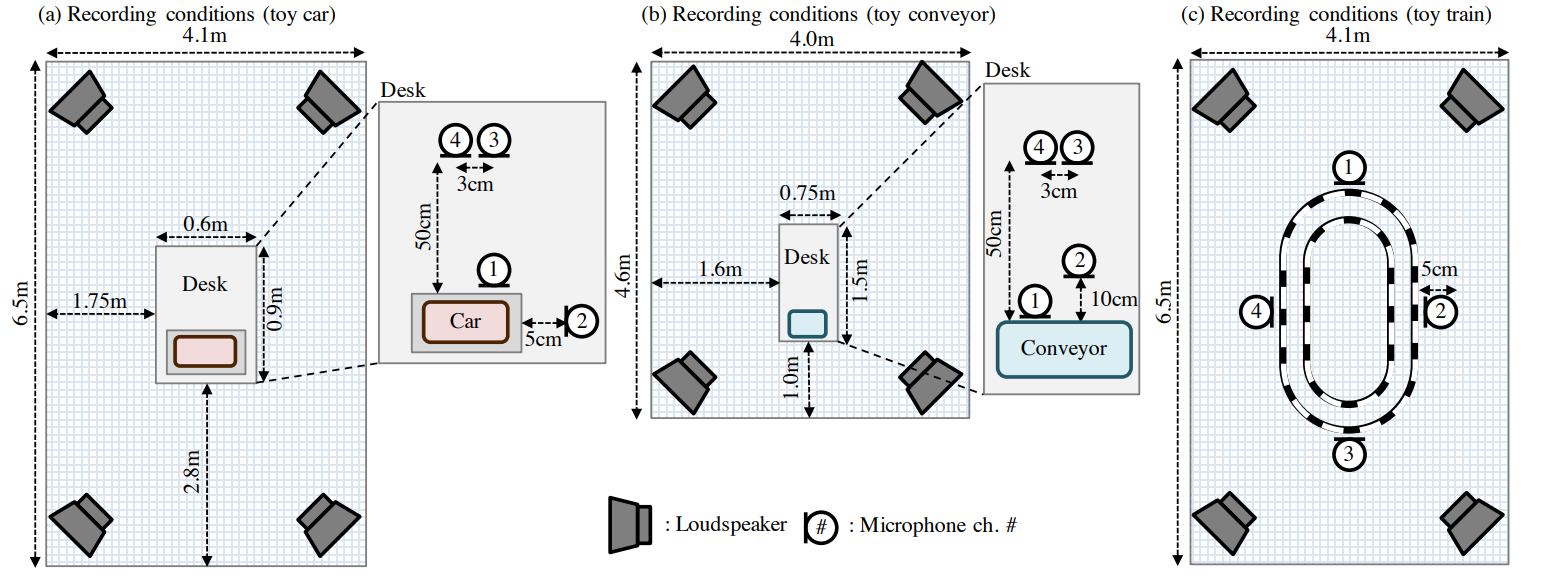 (a) Recording conditions (toy car)
4.1m
6.5m
0.6m
Desk
1.75m
0.9m
2.8m
Desk
4
3
3cm
50cm
1
Car
2
5cm
(b) Recording conditions (toy conveyor)
4.0m
4.6m
0.75m
Desk
1.6m
1.5m
1.0m
Desk
4
3
3cm
50cm
2
1
10cm
Conveyor
(c) Recording conditions (toy train)
4.1m
6.5m
1
5cm
4
2
3
: Loudspeaker
# : Microphone ch. #